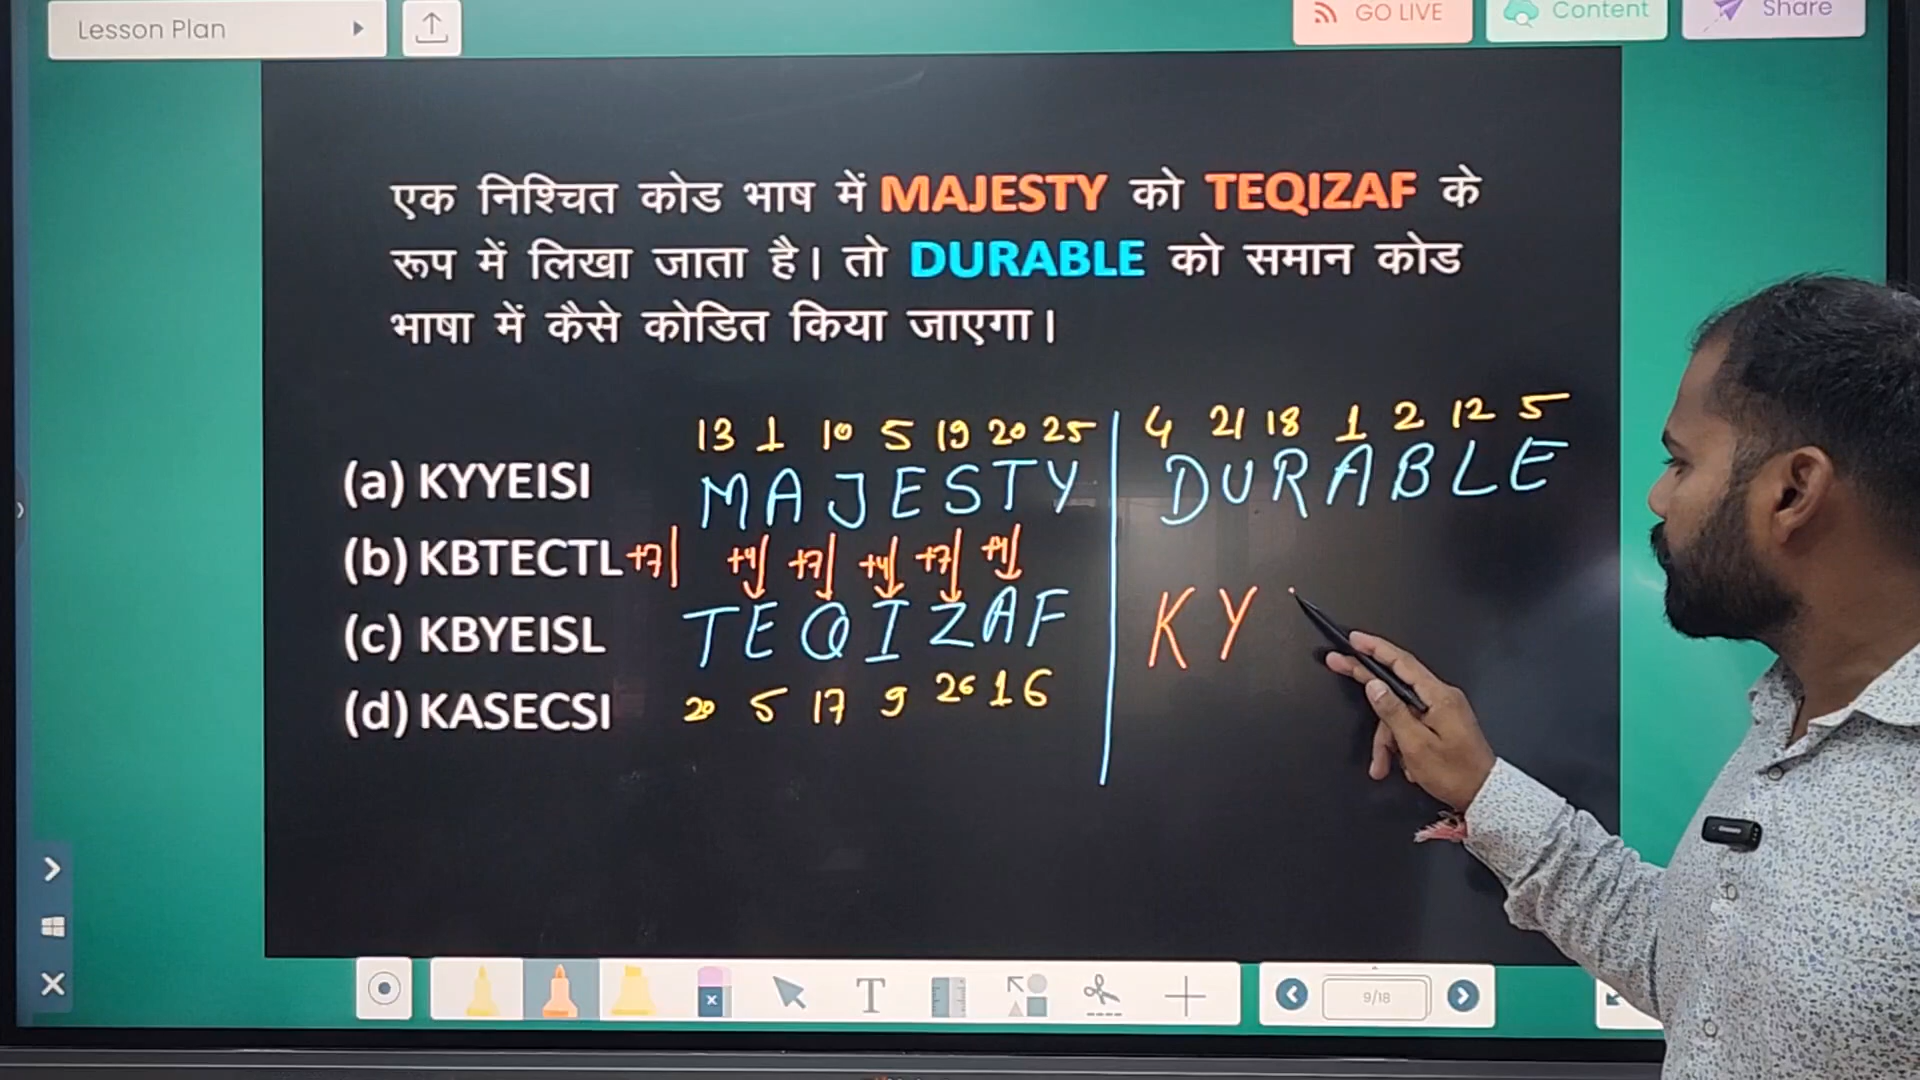 Lesson Plan
GO LIVE
Content
Share
एक निश्चित कोड भाष में MAJESTY को TEQIZAF के
रूप में लिखा जाता है। तो DURABLE को समान कोड
भाषा में कैसे कोडित किया जाएगा।
(a) KYYEISI
(b) KBTECTL
(c) KBYEISL
(d) KASECSI
13 1 10 5 19 20 25
MAJESTY
+7 +4 +7 +4 +7 +4
TEQIZAF
20 5 17 9 26 1 6
4 21 18 1 2 12 5
DURABLE
KY
T
9/18